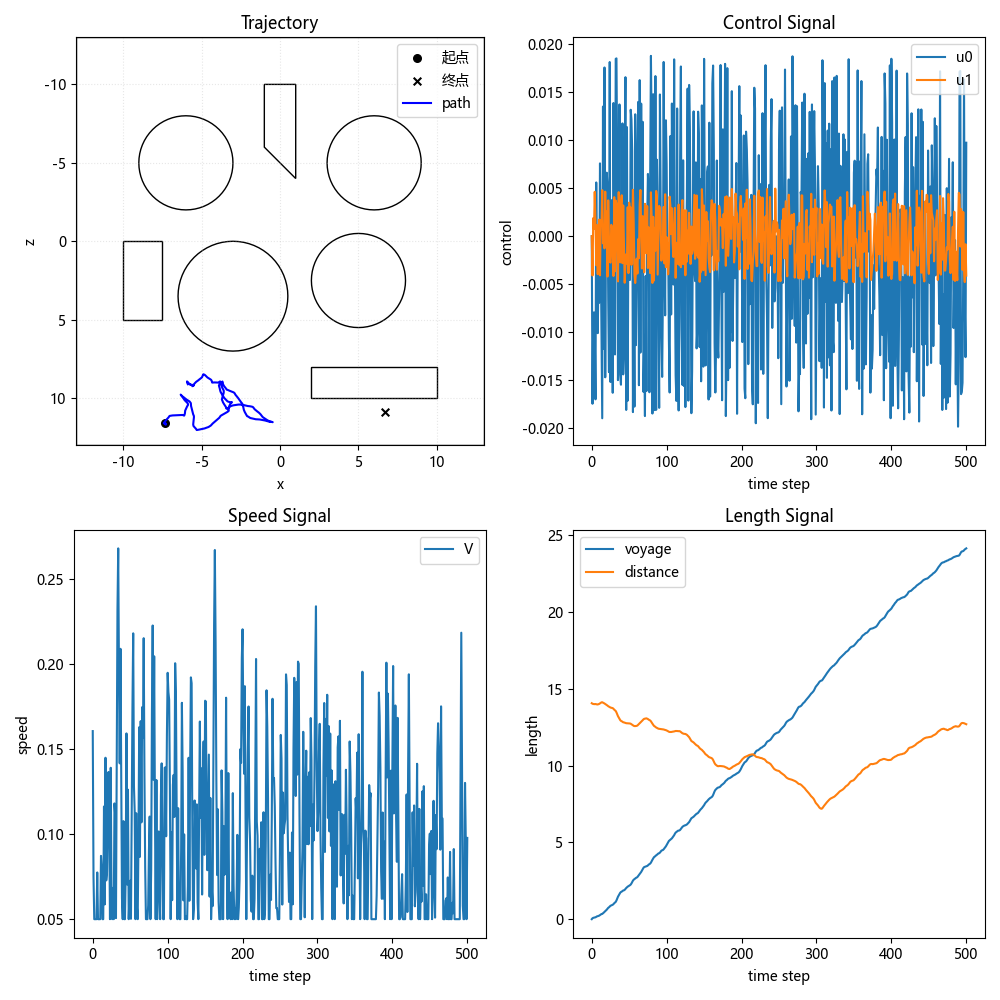 Trajectory
起点
终点
path
-10
-5
0
5
10
z
-10
-5
0
5
10
x
Control Signal
u0
u1
0.020
0.015
0.010
0.005
0.000
-0.005
-0.010
-0.015
-0.020
control
0
100
200
300
400
500
time step
Speed Signal
V
0.25
0.20
0.15
0.10
0.05
speed
0
100
200
300
400
500
time step
Length Signal
voyage
distance
25
20
15
10
5
0
length
0
100
200
300
400
500
time step